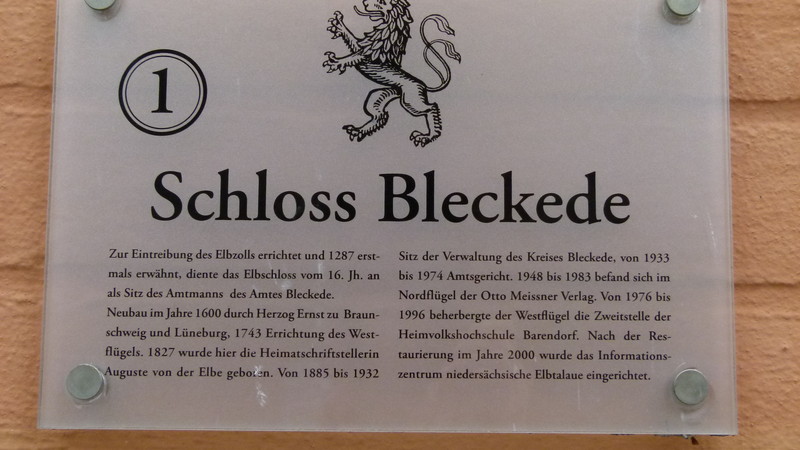 1
Schloss Bleckede
Zur Eintreibung des Elbzolls errichtet und 1287 erst-
mals erwähnt, diente das Elbschloss vom 16. Jh. an
als Sitz des Amtmanns des Amtes Bleckede.
Neubau im Jahre 1600 durch Herzog Ernst zu Braun-
schweig und Lüneburg, 1743 Errichtung des West-
flügels. 1827 wurde hier die Heimatschriftstellerin
Auguste von der Elbe geboren. Von 1885 bis 1932
Sitz der Verwaltung des Kreises Bleckede, von 1933
bis 1974 Amtsgericht. 1948 bis 1983 befand sich im
Nordflügel der Otto Meissner Verlag. Von 1976 bis
1996 beherbergte der Westflügel die Zweitstelle der
Heimvolkshochschule Barendorf. Nach der Res-
taurierung im Jahre 2000 wurde das Informations-
zentrum niedersächsische Elbtalaue eingerichtet.